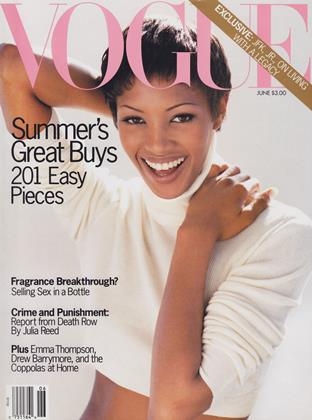 VOGUE
EXCLUSIVE: JFK, JR., ON LIVING
WITH A LEGACY
JUNE $3.00
Summer's
Great Buys
201 Easy
Pieces
Fragrance Breakthrough?
Selling Sex in a Bottle
Crime and Punishment:
Report from Death Row
By Julia Reed
Plus Emma Thompson,
Drew Barrymore, and the
Coppolas at Home
06